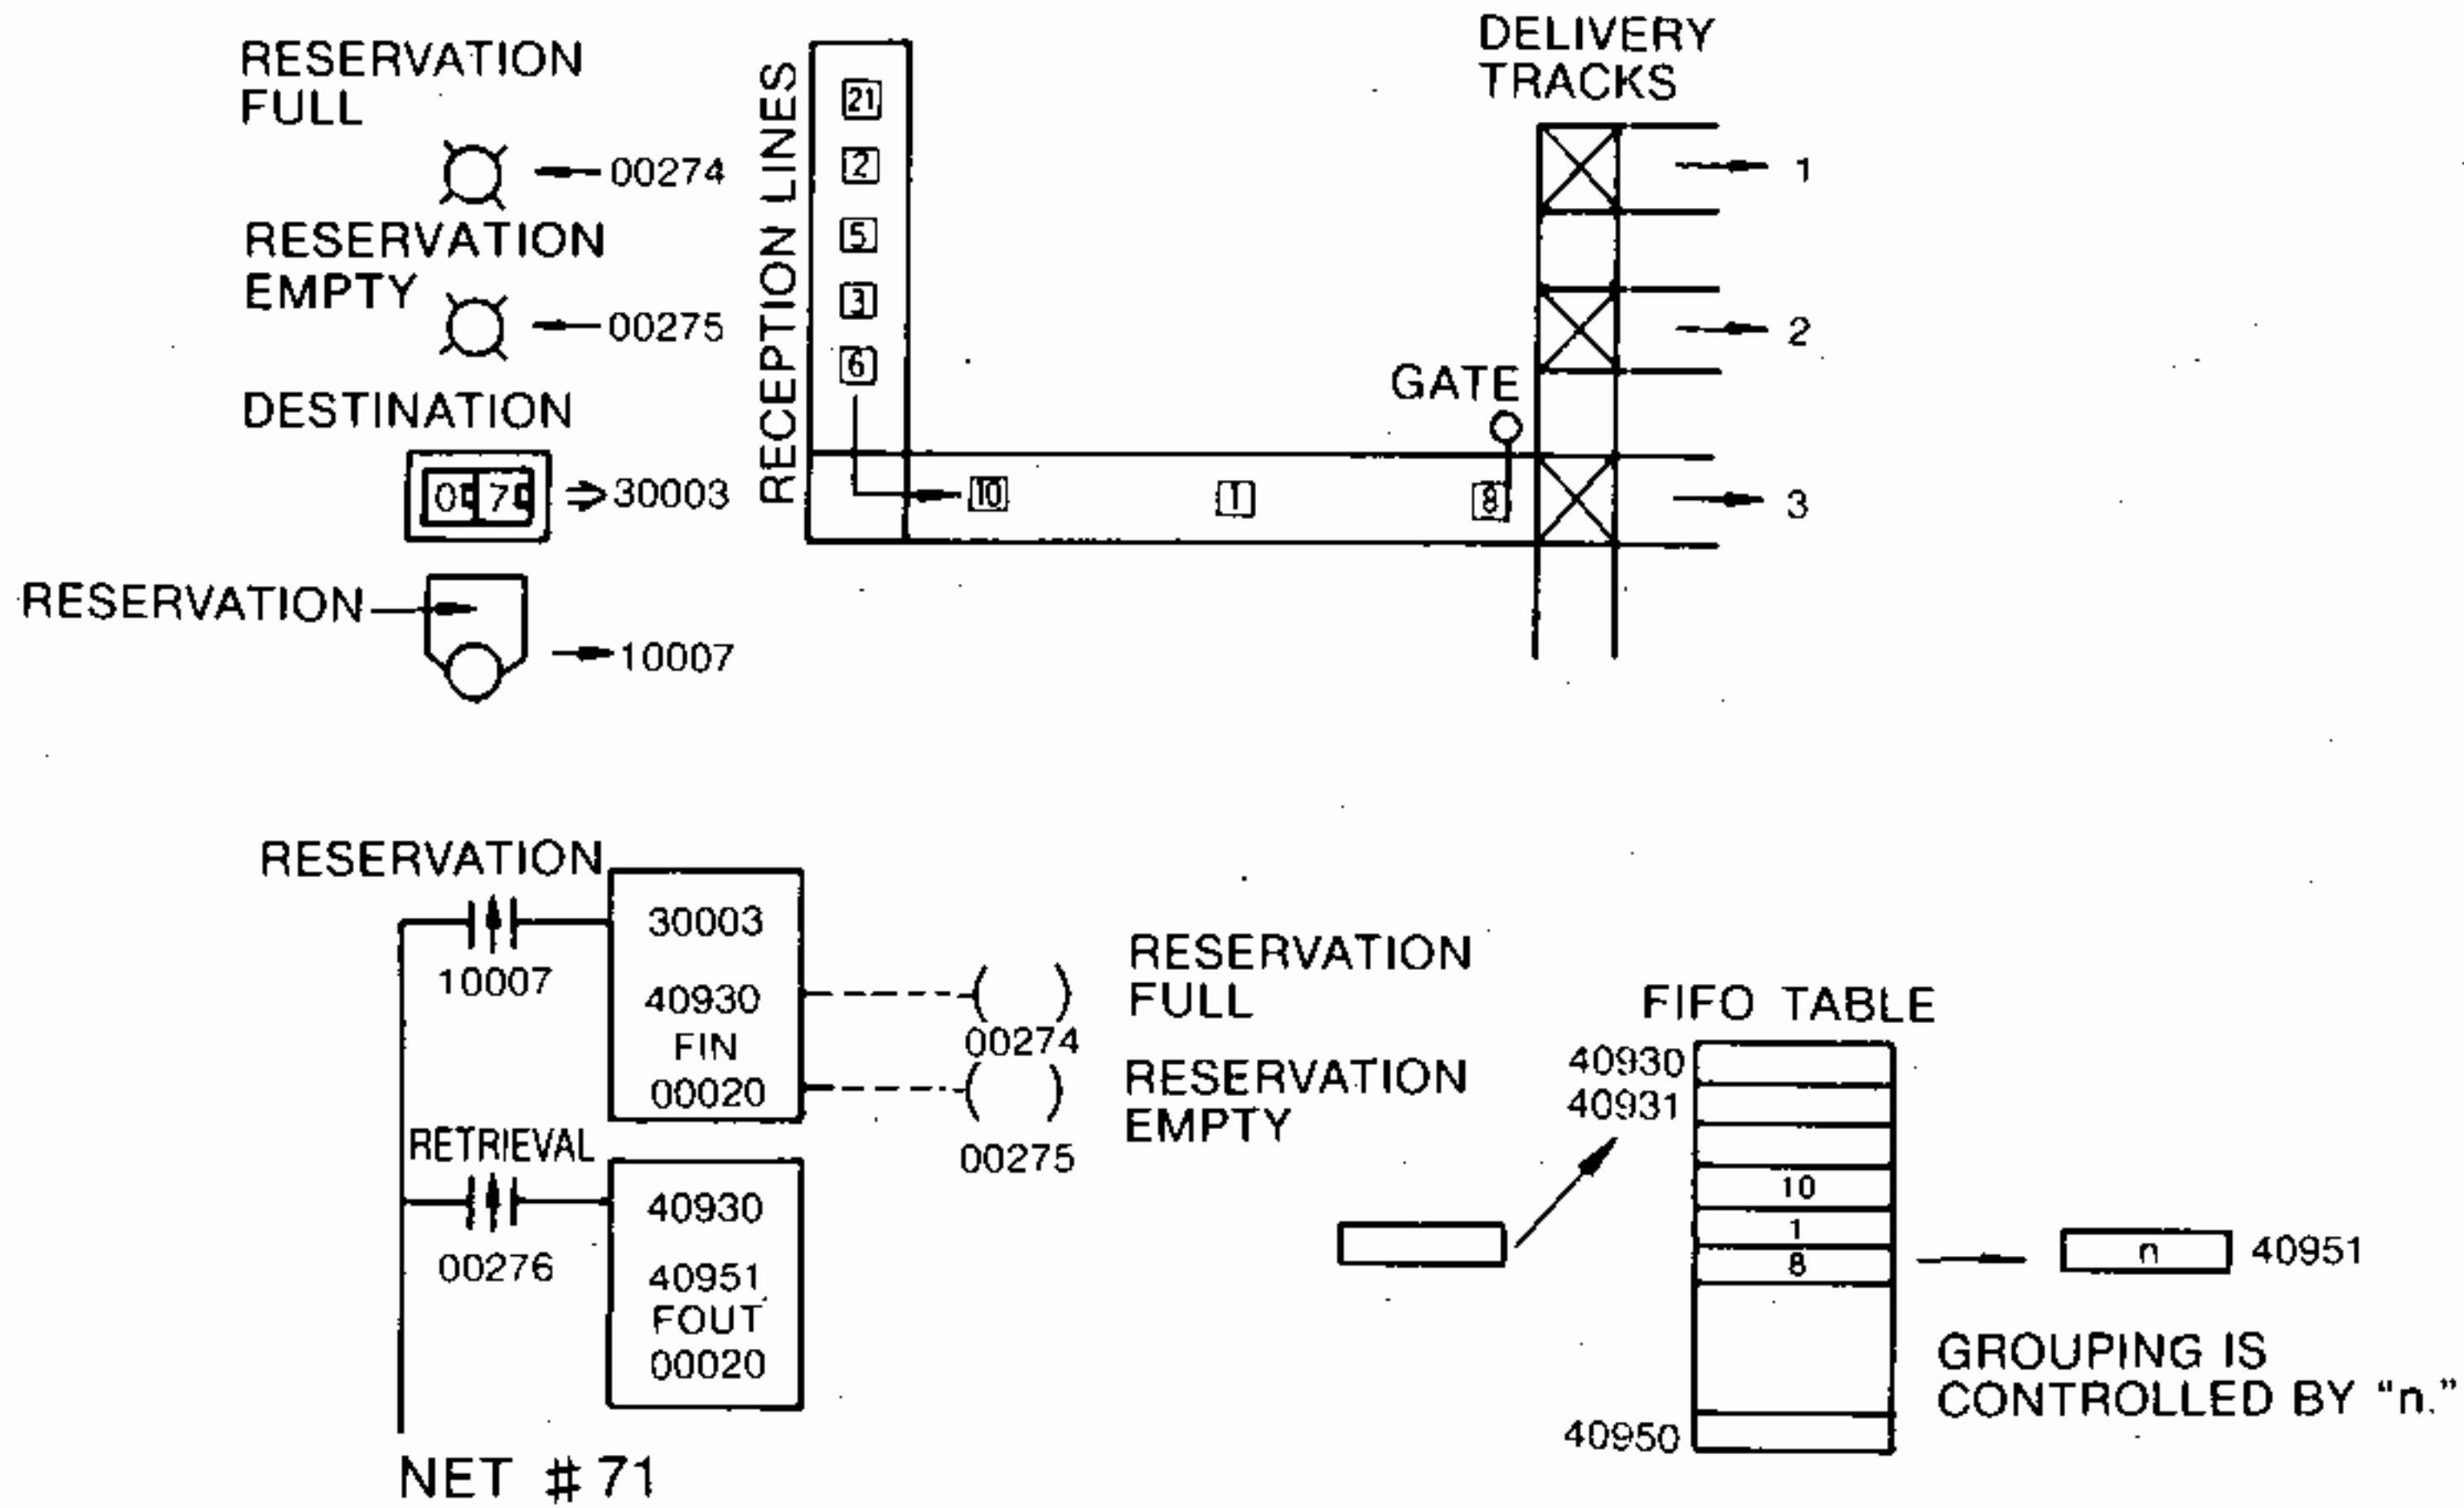 RESERVATION
FULL
00274
RESERVATION
EMPTY
00275
DESTINATION
0 7
30003
RESERVATION
10007
RECEPTION LINES
21
2
5
3
6
10
1
8
GATE
DELIVERY
TRACKS
1
2
3
RESERVATION
10007
30003
40930
FIN
00020
RESERVATION
FULL
00274
RESERVATION
EMPTY
00275
RETRIEVAL
00276
40930
40951
FOUT
00020
NET # 71
FIFO TABLE
40930
40931
10
1
8
40950
n
40951
GROUPING IS
CONTROLLED BY “n.”